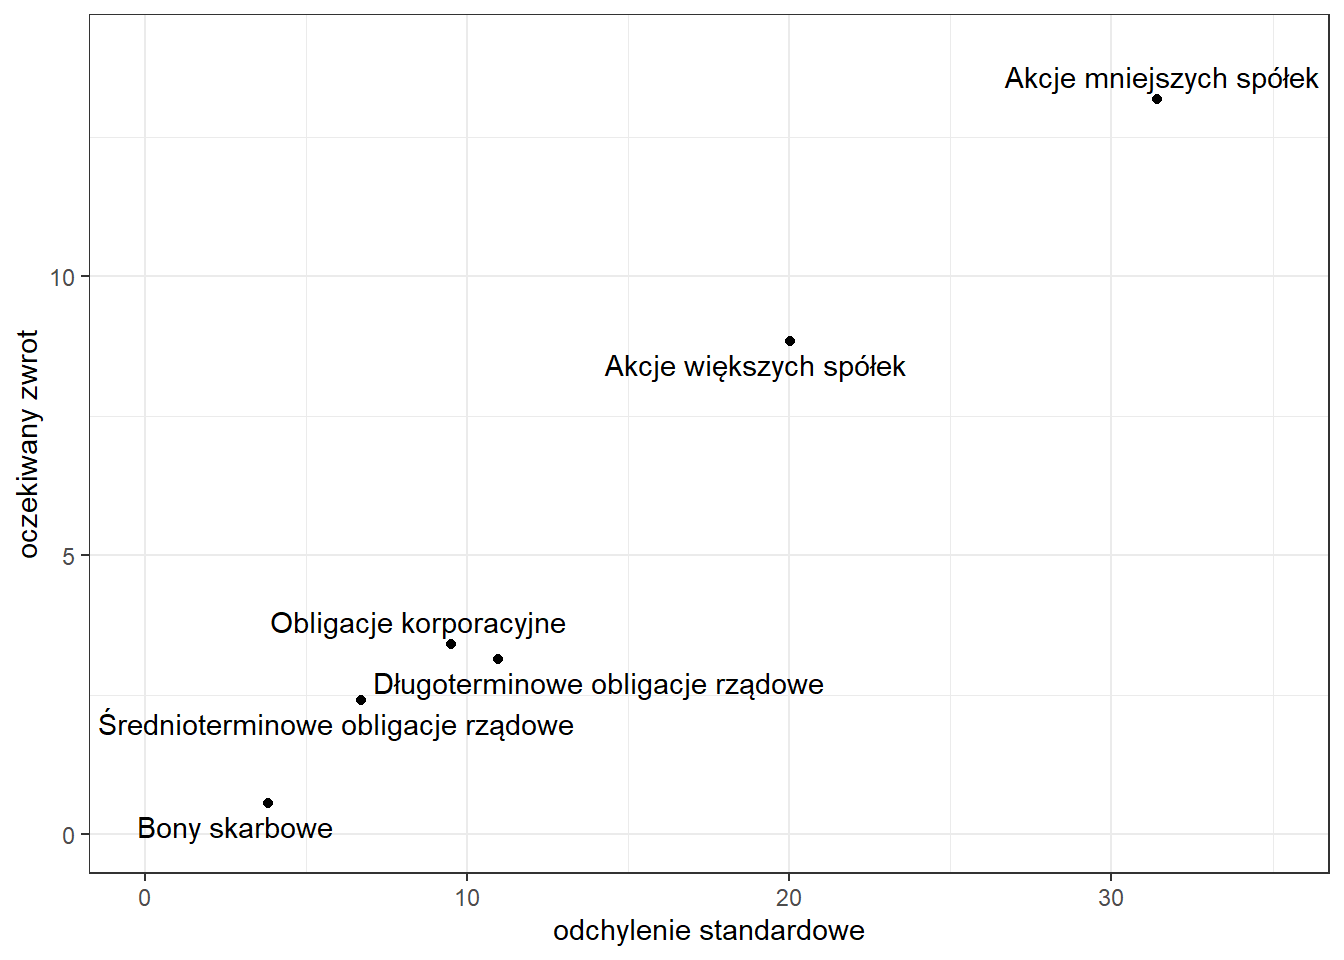 Akcje mniejszych spółek
10
Akcje większych spółek
oczekiwany zwrot
5
Obligacje korporacyjne
Długoterminowe obligacje rządowe
Średnioterminowe obligacje rządowe
Bony skarbowe
0
0 10 20 30
odchylenie standardowe